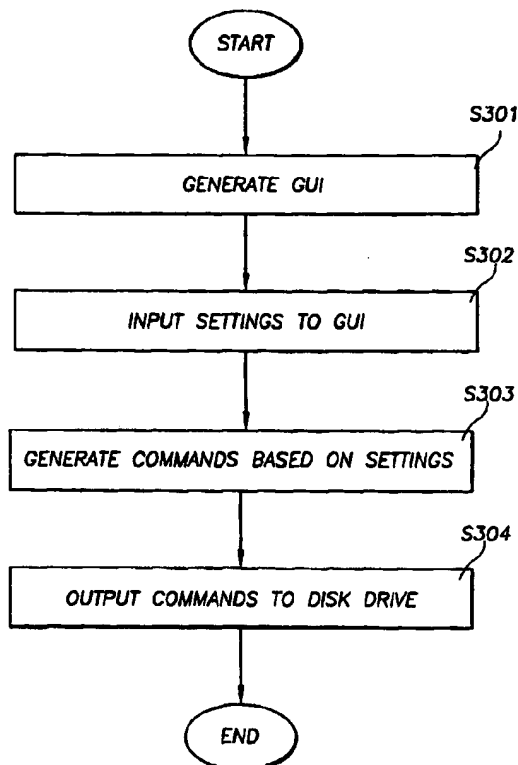 START
S301
GENERATE GUI
S302
INPUT SETTINGS TO GUI
S303
GENERATE COMMANDS BASED ON SETTINGS
S304
OUTPUT COMMANDS TO DISK DRIVE
END